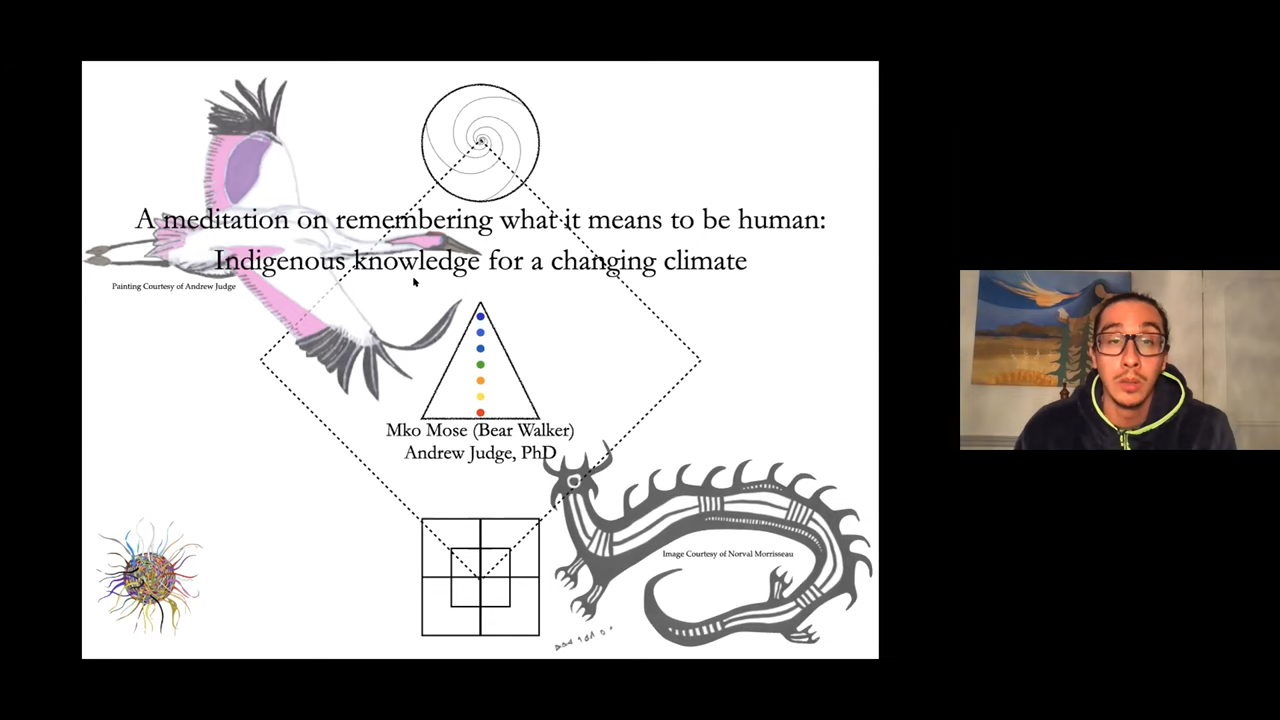 A meditation on remembering what it means to be human:
Indigenous knowledge for a changing climate
Painting Courtesy of Andrew Judge
Mko Mose (Bear Walker)
Andrew Judge, PhD
Image Courtesy of Norval Morrisseau